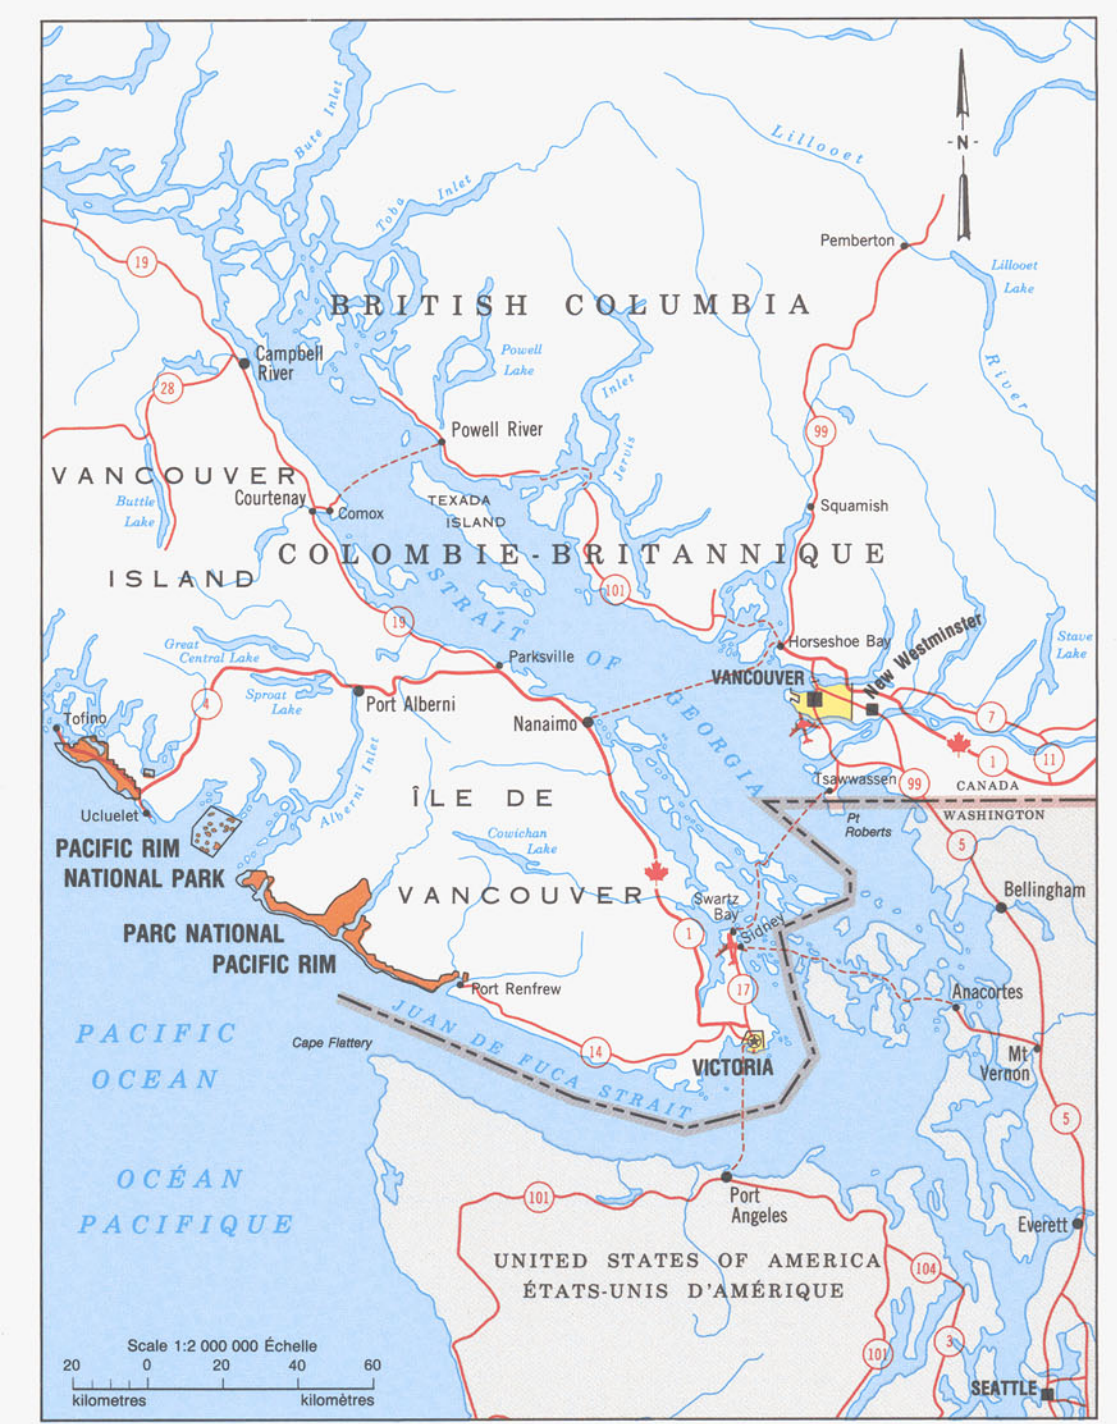 Bute Inlet
Toba Inlet
Lillooet
-N-
Pemberton
19
Lillooet
Lake
BRITISH COLUMBIA
Campbell
River
Powell
Lake
28
Inlet
Jervis
River
Powell River
99
VANCOUVER
Buttle
Lake
Courtenay
Comox
TEXADA
ISLAND
Squamish
COLOMBIE-BRITANNIQUE
ISLAND
101
STRAIT OF GEORGIA
19
Great
Central Lake
Parksville
Horseshoe Bay
New Westminster
Stave
Lake
VANCOUVER
Sproat
Lake
Port Alberni
4
Tofino
Nanaimo
7
1
11
Tsawwassen
99
CANADA
WASHINGTON
Alberni Inlet
Ucluelet
ÎLE DE
Pt
Roberts
5
PACIFIC RIM
NATIONAL PARK
Cowichan
Lake
VANCOUVER
Swartz
Bay
Sidney
Bellingham
PARC NATIONAL
PACIFIC RIM
1
17
Port Renfrew
Anacortes
JUAN DE FUCA STRAIT
PACIFIC
OCEAN
Cape Flattery
14
VICTORIA
Mt
Vernon
5
OCÉAN
PACIFIQUE
101
Port
Angeles
Everett
UNITED STATES OF AMERICA
ÉTATS-UNIS D'AMÉRIQUE
104
101
3
SEATTLE
Scale 1:2 000 000 Échelle
20 0 20 40 60
kilometres kilomètres